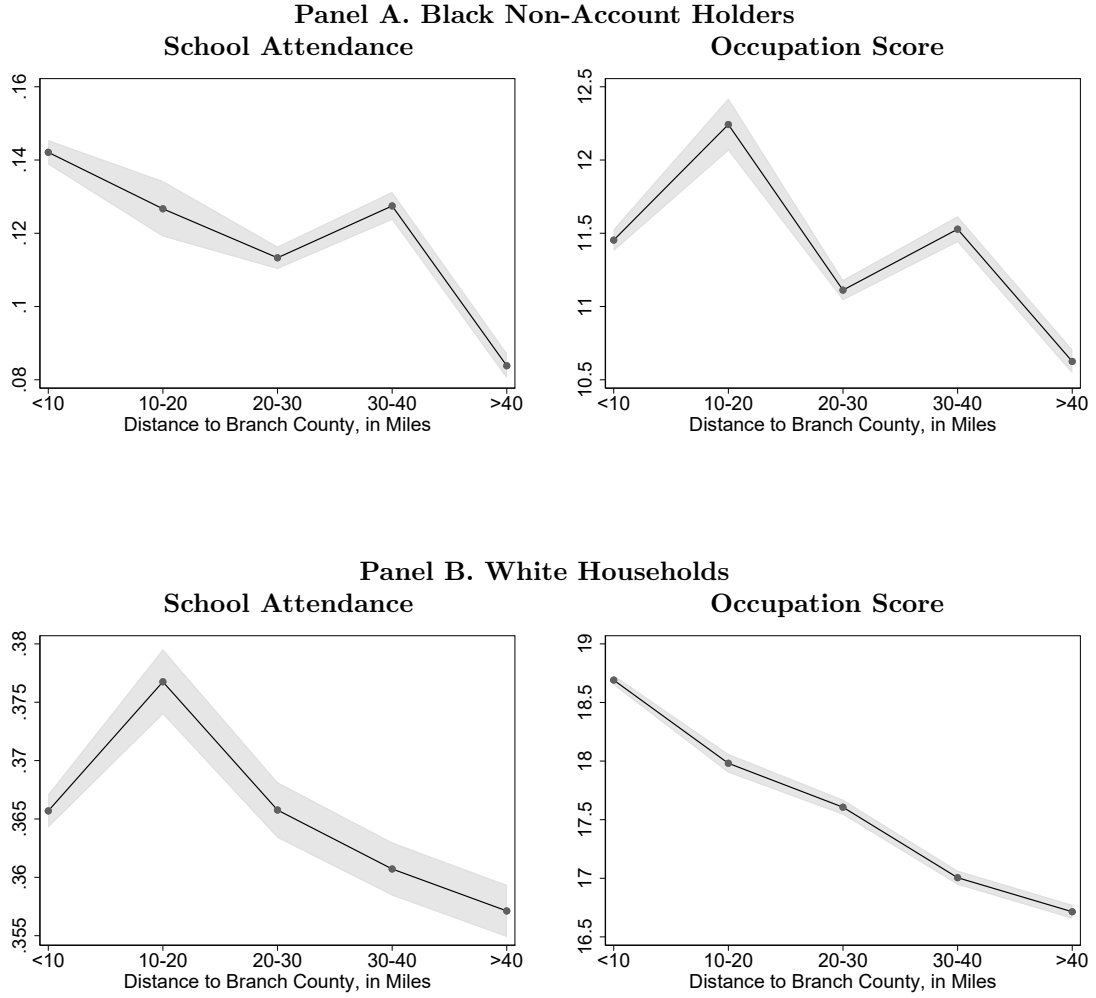 Panel A. Black Non-Account Holders
School Attendance
.16
.14
.12
.1
.08
<10 10-20 20-30 30-40 >40
Distance to Branch County, in Miles
Occupation Score
12.5
12
11.5
11
10.5
<10 10-20 20-30 30-40 >40
Distance to Branch County, in Miles
Panel B. White Households
School Attendance
.38
.375
.37
.365
.36
.355
<10 10-20 20-30 30-40 >40
Distance to Branch County, in Miles
Occupation Score
19
18.5
18
17.5
17
16.5
<10 10-20 20-30 30-40 >40
Distance to Branch County, in Miles